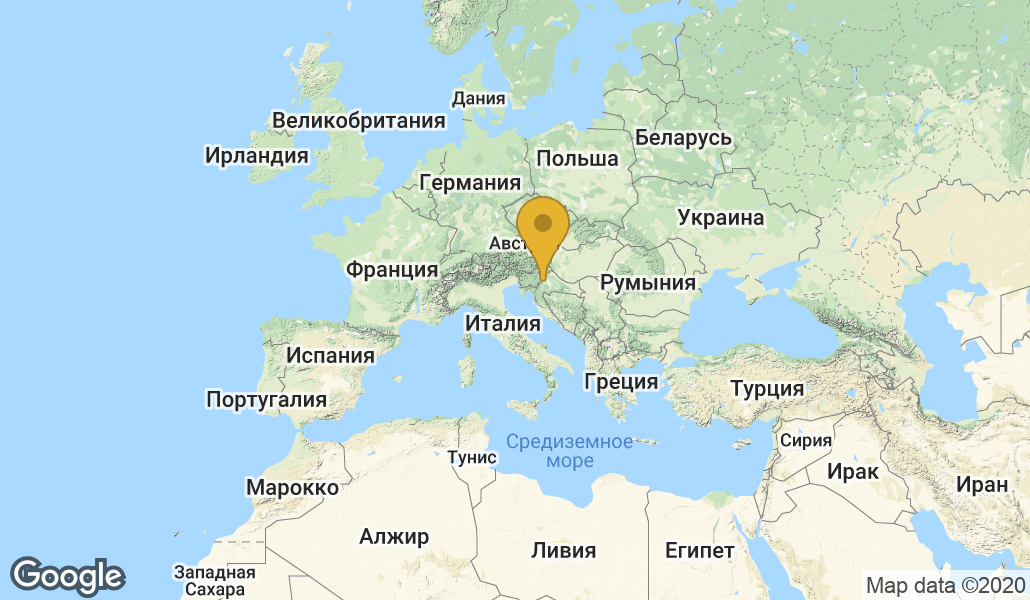 Дания
Великобритания
Беларусь
Ирландия
Польша
Германия
Украина
Франция
Румыния
Италия
Испания
Греция
Турция
Португалия
Средиземное
море
Сирия
Тунис
Ирак
Марокко
Иран
Алжир
Ливия
Египет
Западная
Сахара
Google
Map data ©2020